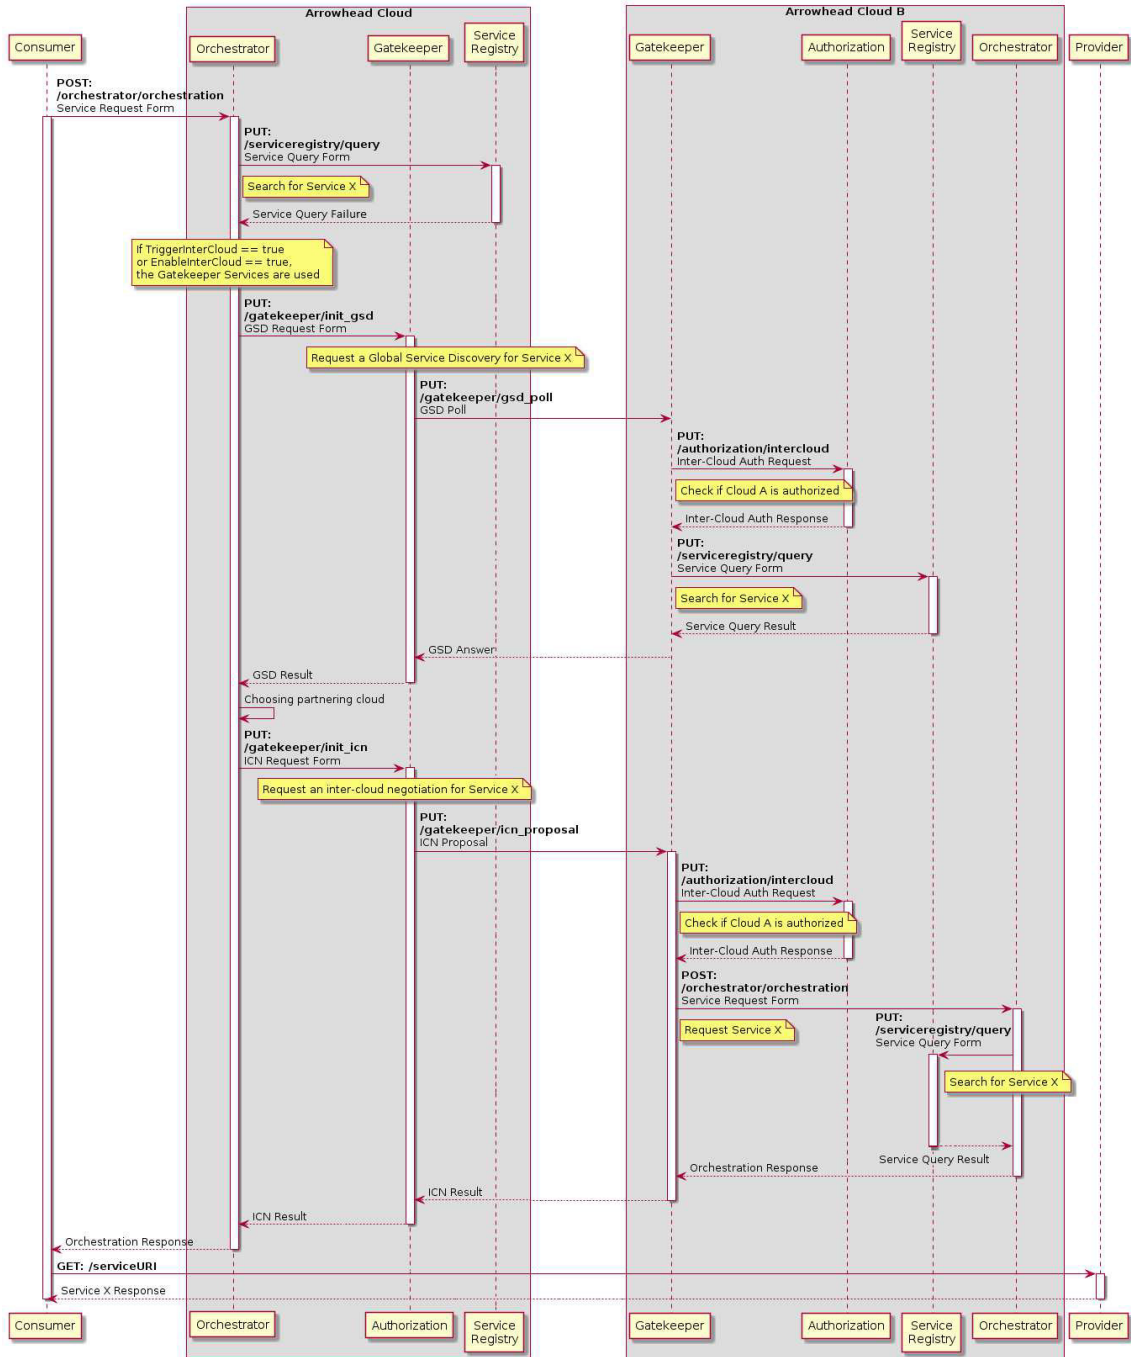 Arrowhead Cloud
Arrowhead Cloud B
Consumer
Orchestrator
Gatekeeper
Service
Registry
Gatekeeper
Authorization
Service
Registry
Orchestrator
Provider
POST:
/orchestrator/orchestration
Service Request Form
PUT:
/serviceregistry/query
Service Query Form
Search for Service X
Service Query Failure
If TriggerInterCloud == true
or EnableInterCloud == true,
the Gatekeeper Services are used
PUT:
/gatekeeper/init_gsd
GSD Request Form
Request a Global Service Discovery for Service X
PUT:
/gatekeeper/gsd_poll
GSD Poll
PUT:
/authorization/intercloud
Inter-Cloud Auth Request
Check if Cloud A is authorized
Inter-Cloud Auth Response
PUT:
/serviceregistry/query
Service Query Form
Search for Service X
Service Query Result
GSD Answer
GSD Result
Choosing partnering cloud
PUT:
/gatekeeper/init_icn
ICN Request Form
Request an inter-cloud negotiation for Service X
PUT:
/gatekeeper/icn_proposal
ICN Proposal
PUT:
/authorization/intercloud
Inter-Cloud Auth Request
Check if Cloud A is authorized
Inter-Cloud Auth Response
POST:
/orchestrator/orchestration
Service Request Form
Request Service X
PUT:
/serviceregistry/query
Service Query Form
Search for Service X
Service Query Result
Orchestration Response
ICN Result
ICN Result
Orchestration Response
GET: /serviceURI
Service X Response
Consumer
Orchestrator
Authorization
Service
Registry
Gatekeeper
Authorization
Service
Registry
Orchestrator
Provider